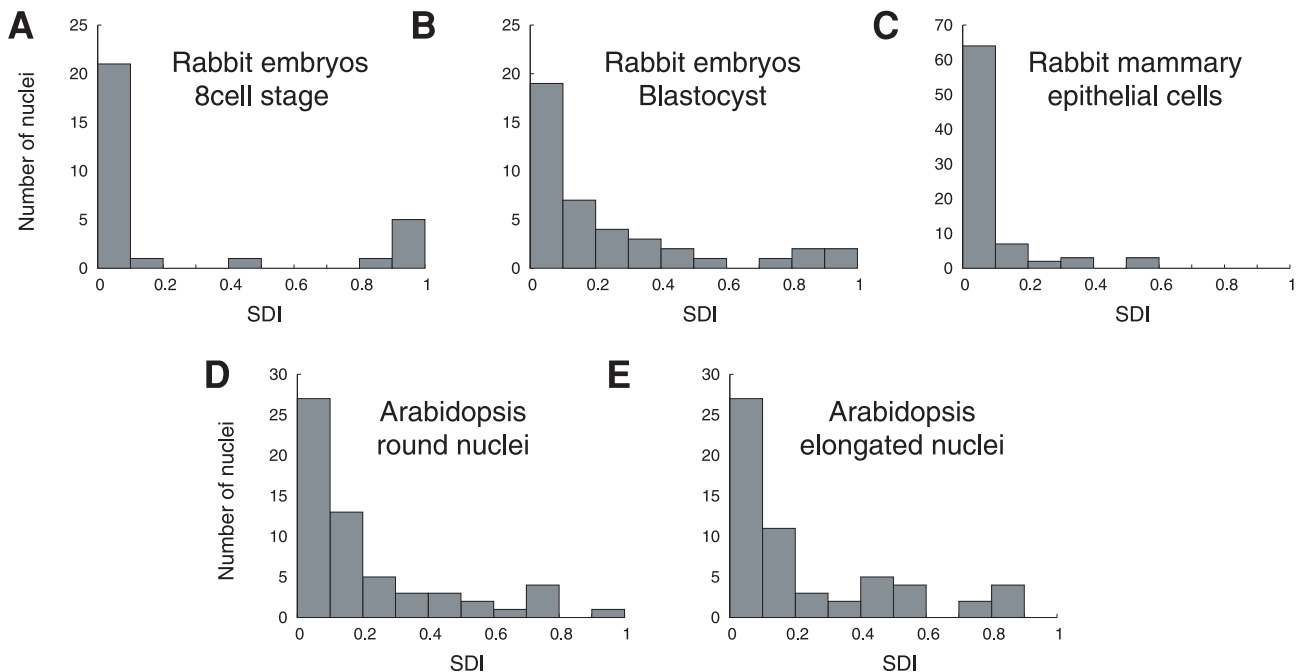 A
Rabbit embryos
8cell stage
Number of nuclei
25
20
15
10
5
0
0 0.2 0.4 0.6 0.8 1
SDI
B
Rabbit embryos
Blastocyst
25
20
15
10
5
0
0 0.2 0.4 0.6 0.8 1
SDI
C
Rabbit mammary
epithelial cells
70
60
50
40
30
20
10
0
0 0.2 0.4 0.6 0.8 1
SDI
D
Arabidopsis
round nuclei
Number of nuclei
30
25
20
15
10
5
0
0 0.2 0.4 0.6 0.8 1
SDI
E
Arabidopsis
elongated nuclei
30
25
20
15
10
5
0
0 0.2 0.4 0.6 0.8 1
SDI